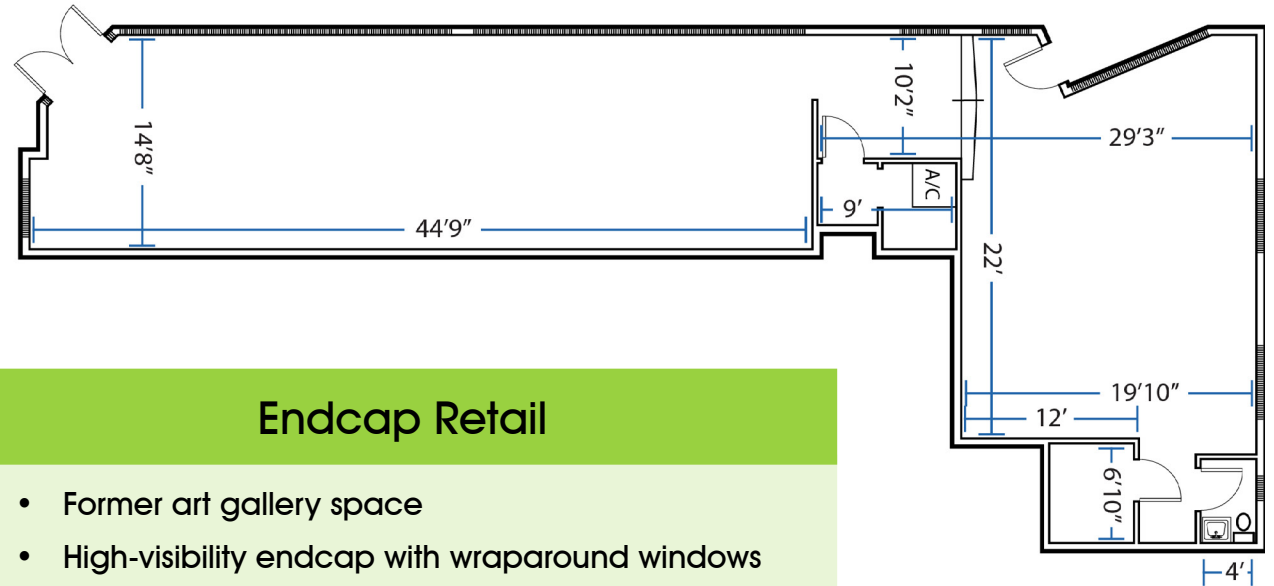 14'8"
44'9"
10'2"
29'3"
A/C
9'
22'
19'10"
12'
6'10"
4'
Endcap Retail
• Former art gallery space
• High-visibility endcap with wraparound windows